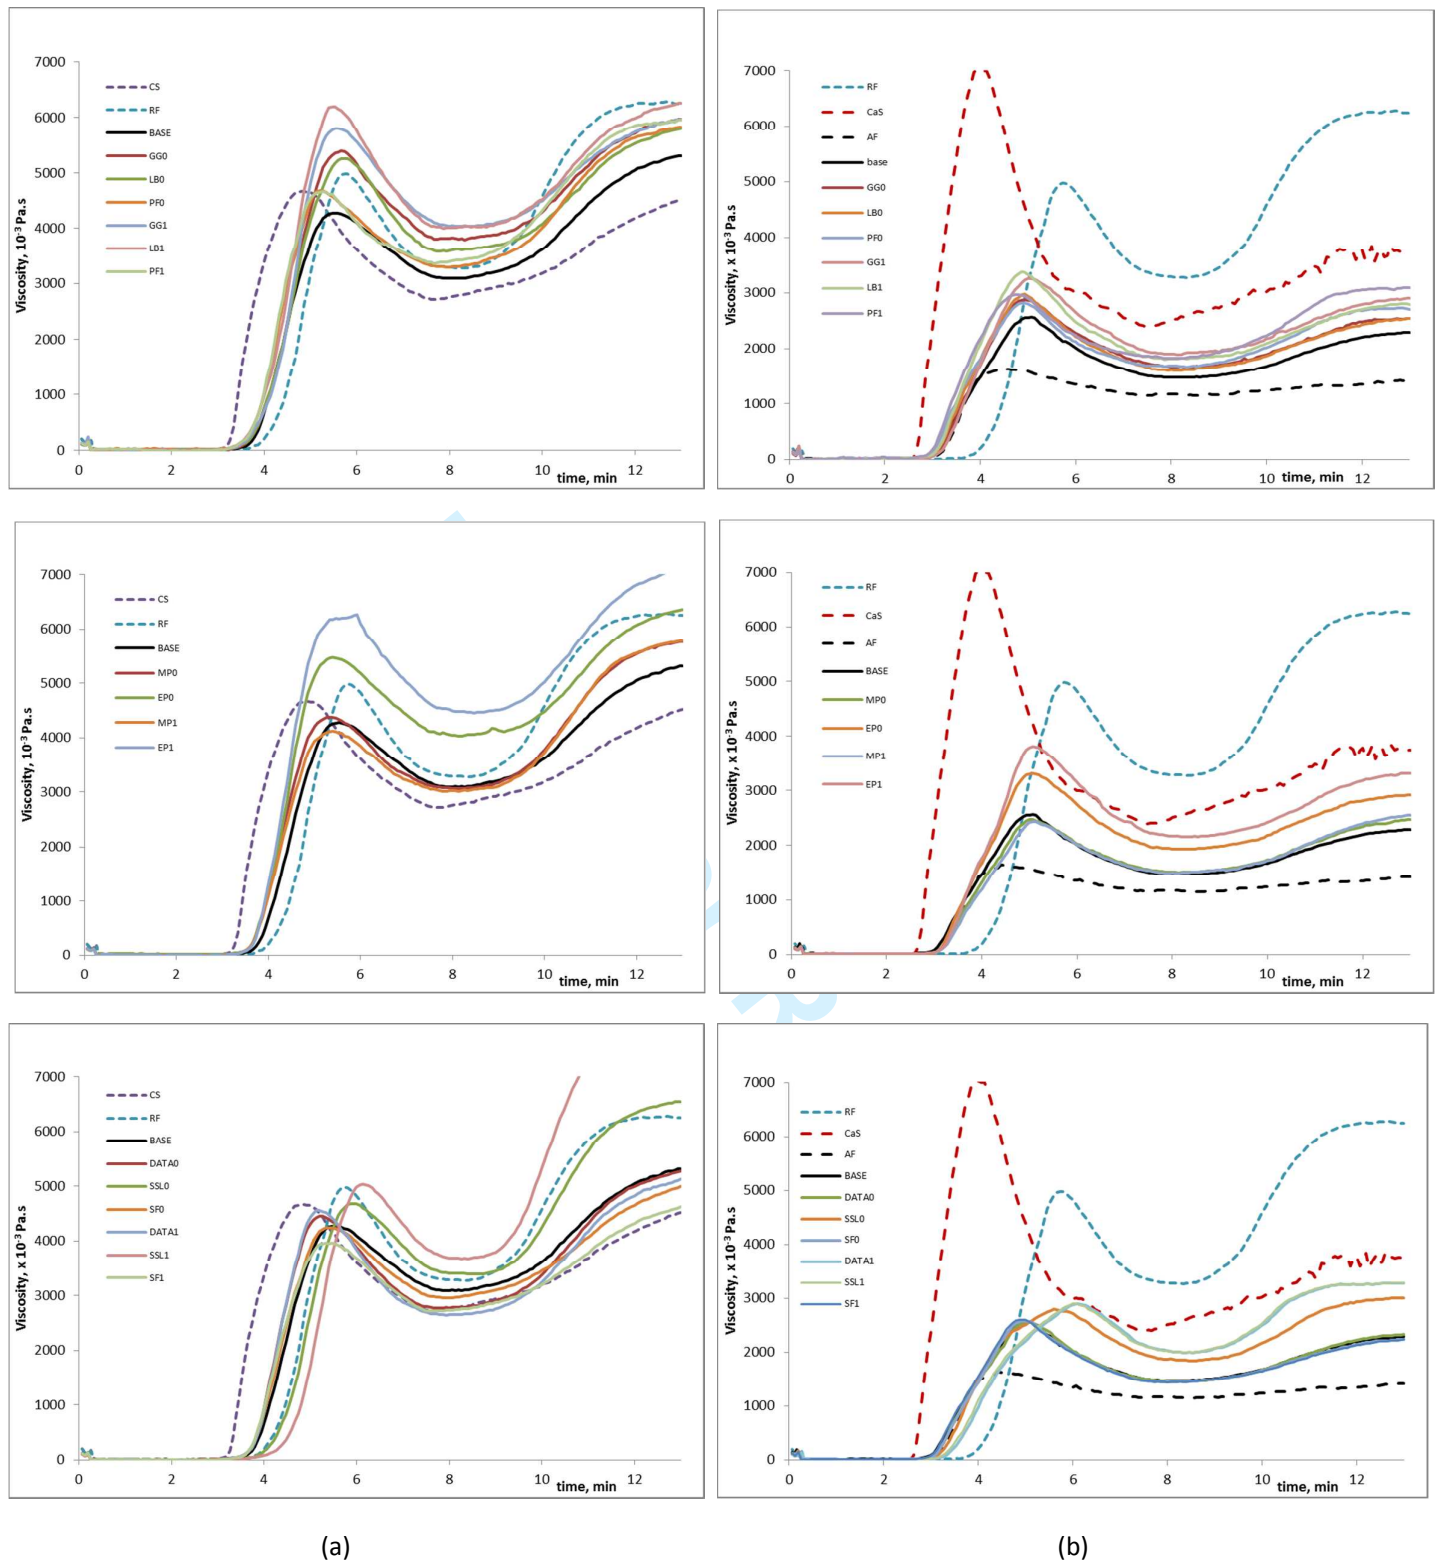 7000
6000
5000
4000
3000
2000
1000
0
Viscosity, 10⁻³ Pa.s
CS
RF
BASE
GG0
LB0
PF0
GG1
LB1
PF1
0 2 4 6 8 10 12
time, min
7000
6000
5000
4000
3000
2000
1000
0
Viscosity, x 10⁻³ Pa.s
RF
CaS
AF
base
GG0
LB0
PF0
GG1
LB1
PF1
0 2 4 6 8 10 12
time, min
7000
6000
5000
4000
3000
2000
1000
0
Viscosity, 10⁻³ Pa.s
CS
RF
BASE
MP0
EP0
MP1
EP1
0 2 4 6 8 10 12
time, min
7000
6000
5000
4000
3000
2000
1000
0
Viscosity, x 10⁻³ Pa.s
RF
CaS
AF
BASE
MP0
EP0
MP1
EP1
0 2 4 6 8 10 12
time, min
7000
6000
5000
4000
3000
2000
1000
0
Viscosity, x 10⁻³ Pa.s
CS
RF
BASE
DATA0
SSL0
SF0
DATA1
SSL1
SF1
0 2 4 6 8 10 12
time, min
7000
6000
5000
4000
3000
2000
1000
0
Viscosity, x 10⁻³ Pa.s
RF
CaS
AF
BASE
DATA0
SSL0
SF0
DATA1
SSL1
SF1
0 2 4 6 8 10 12
time, min
(a) (b)